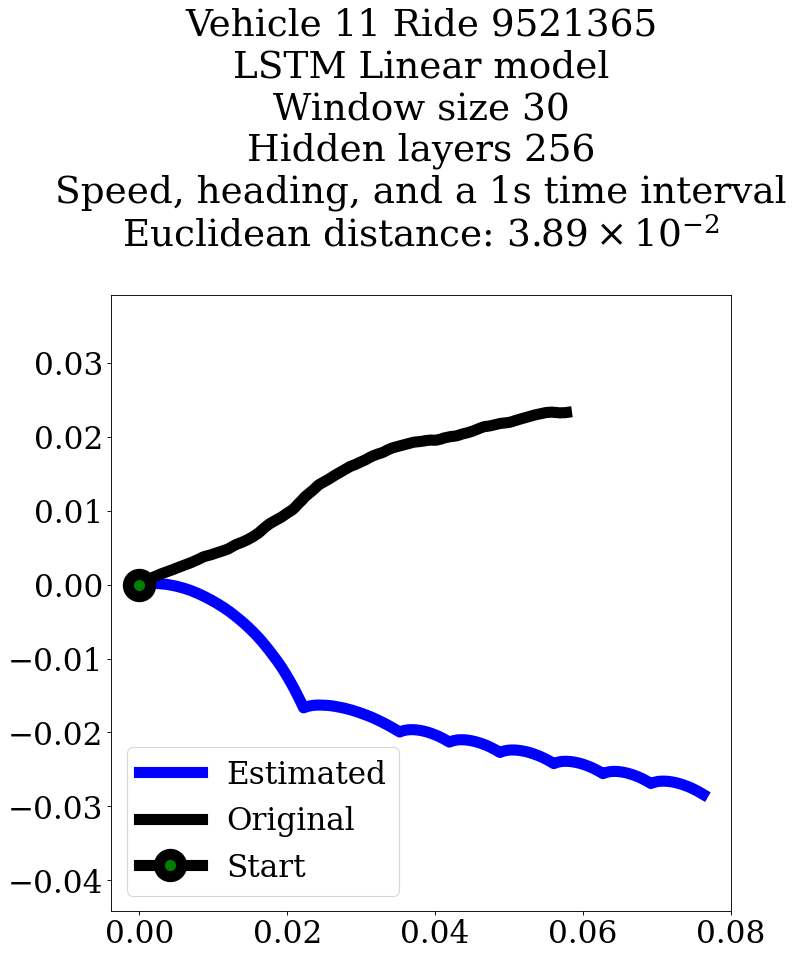 Vehicle 11 Ride 9521365
LSTM Linear model
Window size 30
Hidden layers 256
Speed, heading, and a 1s time interval
Euclidean distance: 3.89 × 10⁻²
0.03
0.02
0.01
0.00
−0.01
−0.02
−0.03
−0.04
Estimated
Original
Start
0.00 0.02 0.04 0.06 0.08